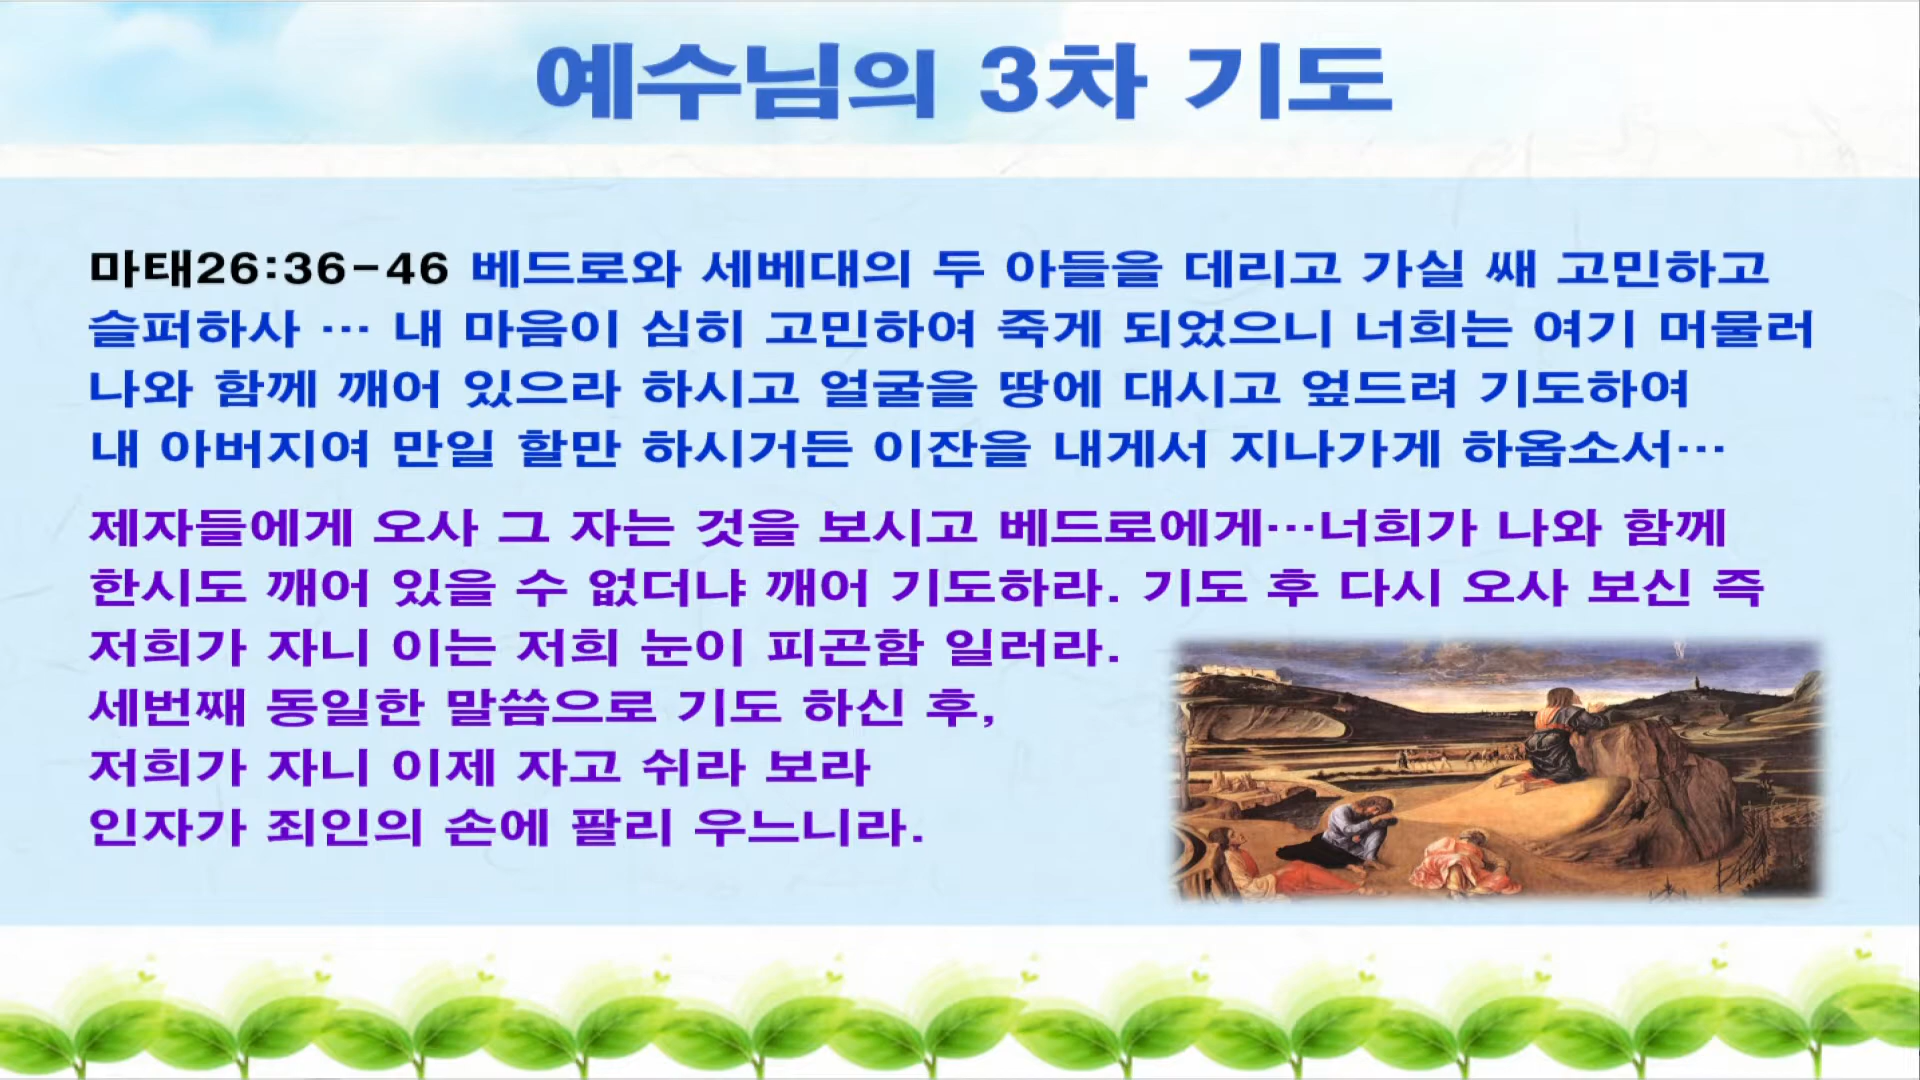 예수님의 3차 기도
마태26:36-46 베드로와 세베대의 두 아들을 데리고 가실 쌔 고민하고
슬퍼하사 … 내 마음이 심히 고민하여 죽게 되었으니 너희는 여기 머물러
나와 함께 깨어 있으라 하시고 얼굴을 땅에 대시고 엎드려 기도하여
내 아버지여 만일 할만 하시거든 이잔을 내게서 지나가게 하옵소서…
제자들에게 오사 그 자는 것을 보시고 베드로에게…너희가 나와 함께
한시도 깨어 있을 수 없더냐 깨어 기도하라. 기도 후 다시 오사 보신 즉
저희가 자니 이는 저희 눈이 피곤함 일러라.
세번째 동일한 말씀으로 기도 하신 후,
저희가 자니 이제 자고 쉬라 보라
인자가 죄인의 손에 팔리 우느니라.